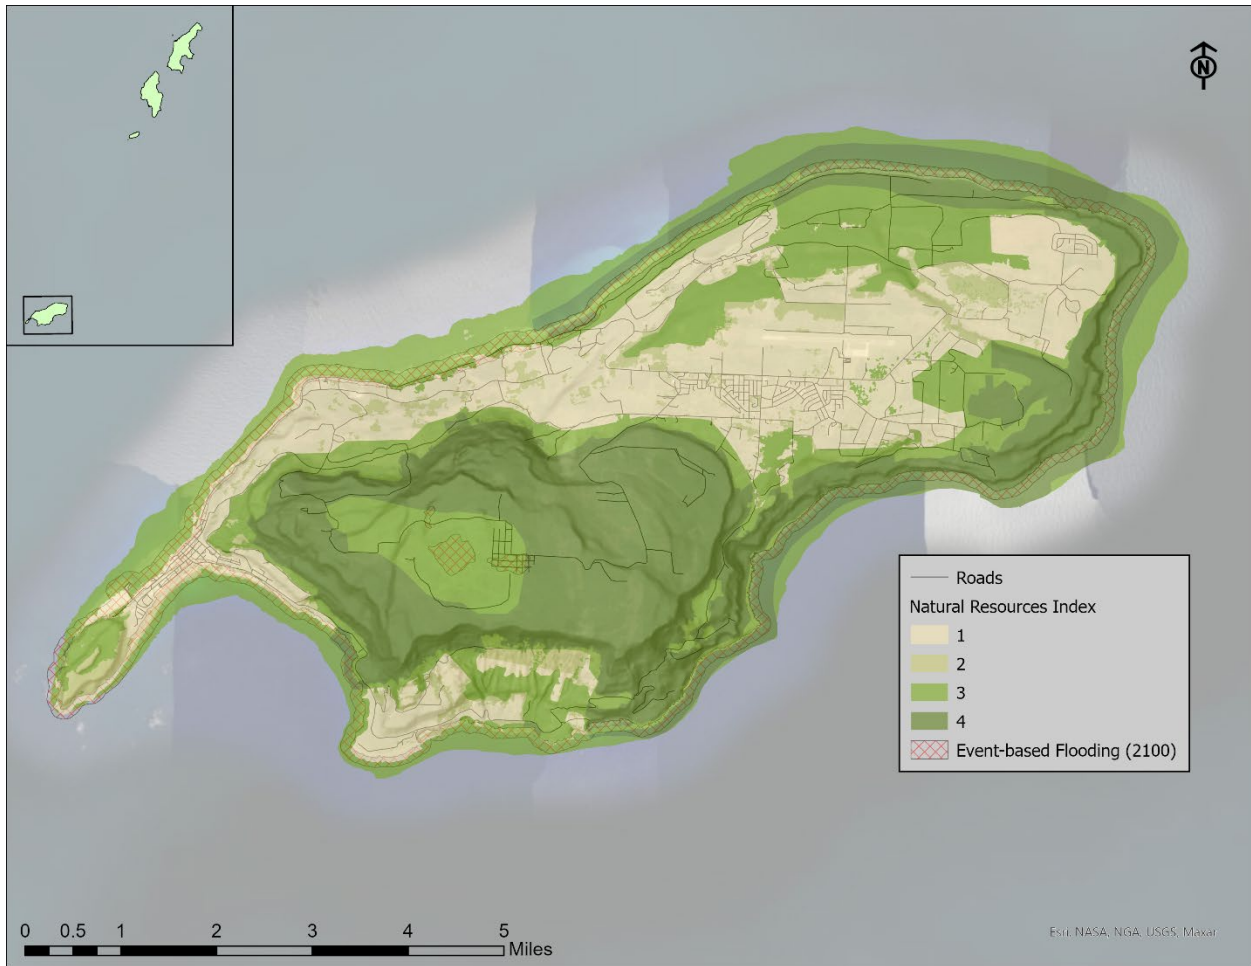 N
Roads
Natural Resources Index
1
2
3
4
Event-based Flooding (2100)
0 0.5 1 2 3 4 5
Miles
Esri, NASA, NGA, USGS, Maxar